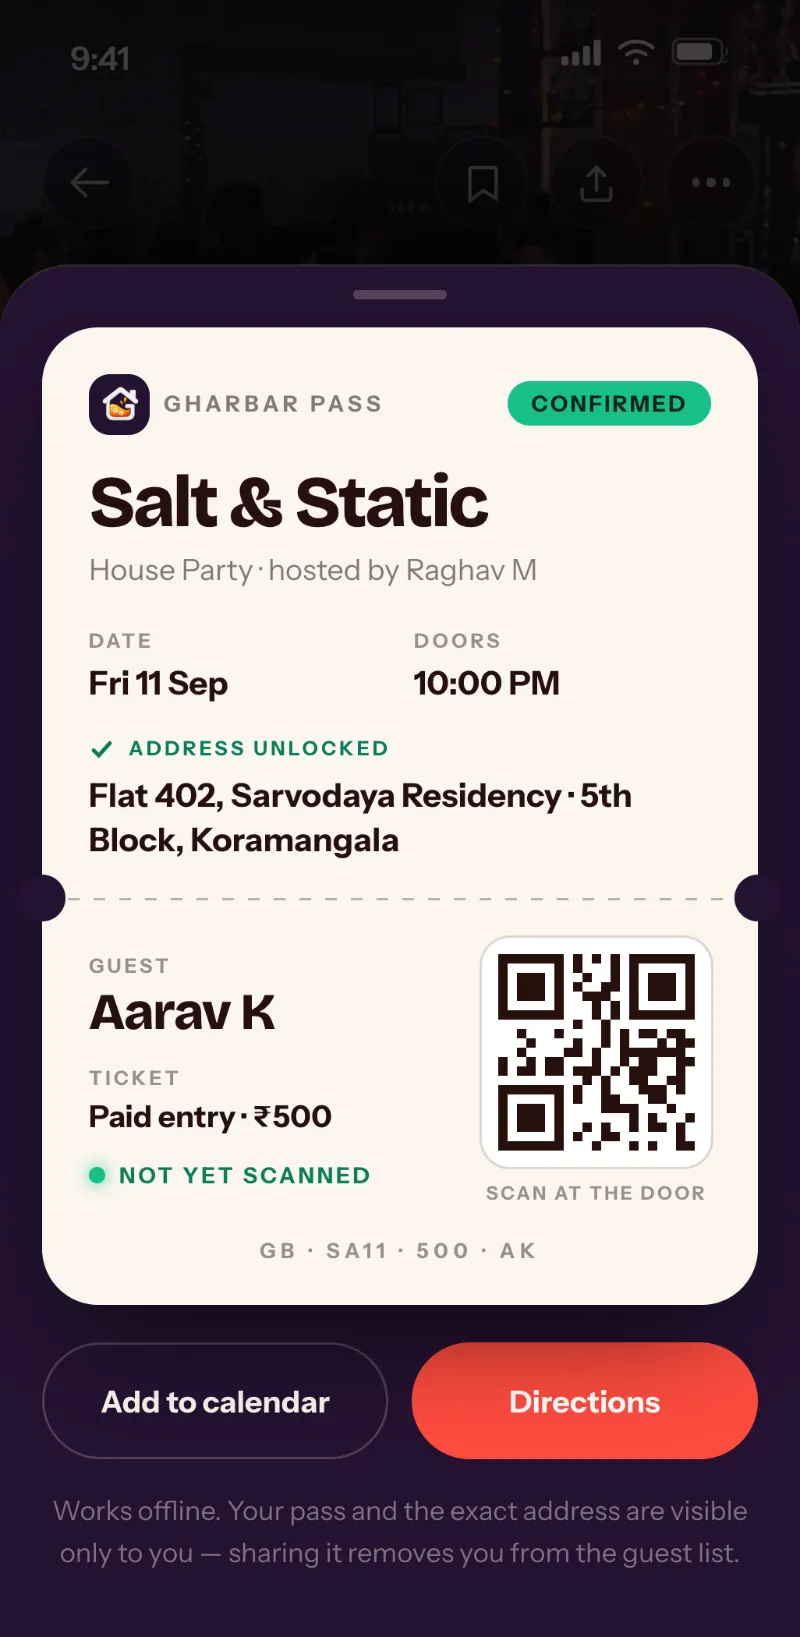 9:41
GHARBAR PASS
CONFIRMED
Salt & Static
House Party · hosted by Raghav M
DATE
DOORS
Fri 11 Sep
10:00 PM
ADDRESS UNLOCKED
Flat 402, Sarvodaya Residency · 5th
Block, Koramangala
GUEST
Aarav K
TICKET
Paid entry · ₹500
NOT YET SCANNED
SCAN AT THE DOOR
GB · SA11 · 500 · AK
Add to calendar
Directions
Works offline. Your pass and the exact address are visible
only to you — sharing it removes you from the guest list.